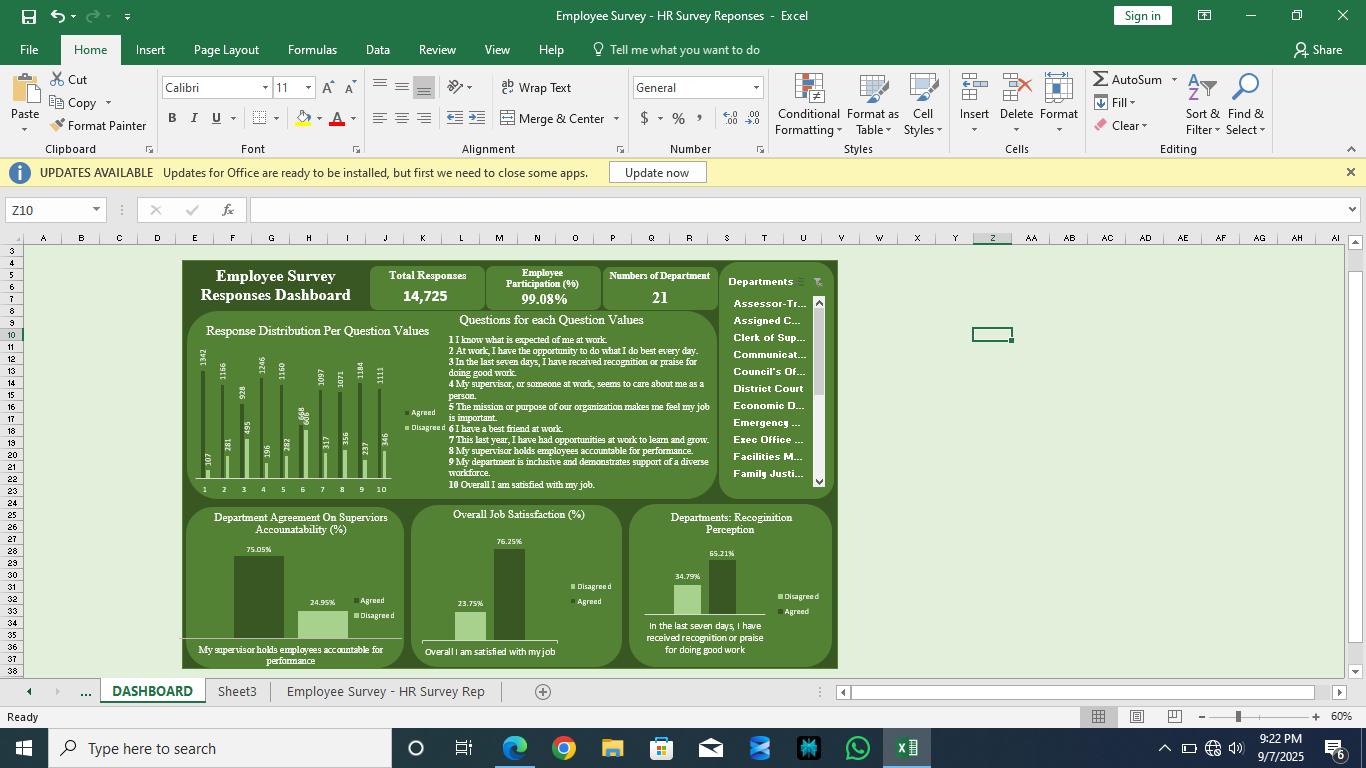 Employee Survey - HR Survey Reponses - Excel
Sign in
File Home Insert Page Layout Formulas Data Review View Help Tell me what you want to do Share
Paste
Cut
Copy
Format Painter
Clipboard
Calibri 11
B I U
Font
Wrap Text
Merge & Center
Alignment
General
$ % ,
Number
Conditional Formatting
Format as Table
Cell Styles
Styles
Insert Delete Format
Cells
AutoSum
Fill
Clear
Sort & Filter
Find & Select
Editing
UPDATES AVAILABLE Updates for Office are ready to be installed, but first we need to close some apps. Update now
Z10 fx
A B C D E F G H I J K L M N O P Q R S T U V W X Y Z AA AB AC AD AE AF AG AH AI
3
4
5
6
7
8
9
10
11
12
13
14
15
16
17
18
19
20
21
22
23
24
25
26
27
28
29
30
31
32
33
34
35
36
37
38
Employee Survey
Responses Dashboard
Total Responses
14,725
Employee
Participation (%)
99.08%
Numbers of Department
21
Departments
Assessor-Tr...
Assigned C...
Clerk of Sup...
Communicat...
Council's Of...
District Court
Economic D...
Emergency ...
Exec Office ...
Facilities M...
Family Justi...
Response Distribution Per Question Values
1342 1166 928 1246 1160 668 1097 1071 1184 1111
107 281 495 196 282 606 317 356 237 346
1 2 3 4 5 6 7 8 9 10
Agreed
Disagreed
Questions for each Question Values
1 I know what is expected of me at work.
2 At work, I have the opportunity to do what I do best every day.
3 In the last seven days, I have received recognition or praise for
doing good work.
4 My supervisor, or someone at work, seems to care about me as a
person.
5 The mission or purpose of our organization makes me feel my job
is important.
6 I have a best friend at work.
7 This last year, I have had opportunities at work to learn and grow.
8 My supervisor holds employees accountable for performance.
9 My department is inclusive and demonstrates support of a diverse
workforce.
10 Overall I am satisfied with my job.
Department Agreement On Superviors
Accounatability (%)
75.05%
24.95%
Agreed
Disagreed
My supervisor holds employees accountable for
performance
Overall Job Satissfaction (%)
76.25%
23.75%
Disagreed
Agreed
Overall I am satisfied with my job
Departments: Recoginition
Perception
65.21%
34.79%
Disagreed
Agreed
In the last seven days, I have
received recognition or praise
for doing good work
... DASHBOARD Sheet3 Employee Survey - HR Survey Rep
Ready 60%
Type here to search
9:22 PM
9/7/2025
6